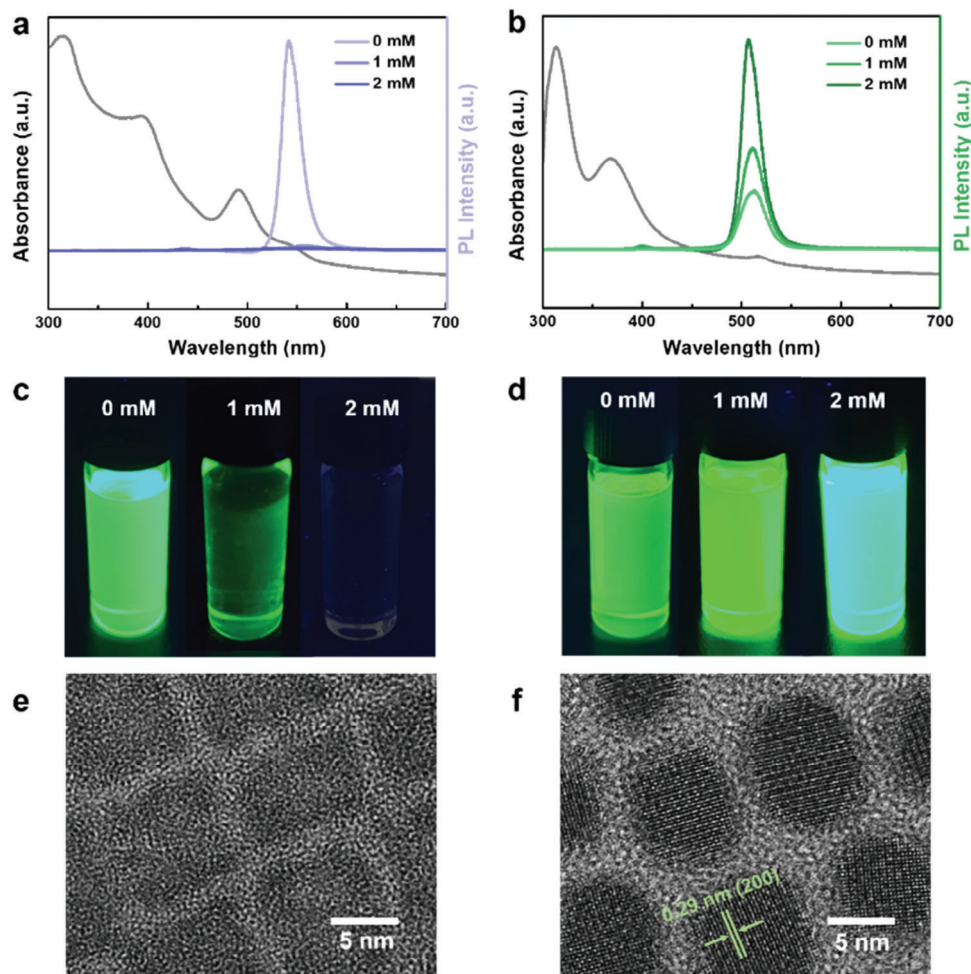 a
0 mM
1 mM
2 mM
Absorbance (a.u.)
PL Intensity (a.u.)
300 400 500 600 700
Wavelength (nm)
b
0 mM
1 mM
2 mM
Absorbance (a.u.)
PL Intensity (a.u.)
300 400 500 600 700
Wavelength (nm)
c
0 mM 1 mM 2 mM
d
0 mM 1 mM 2 mM
e
5 nm
f
0.29 nm (200)
5 nm